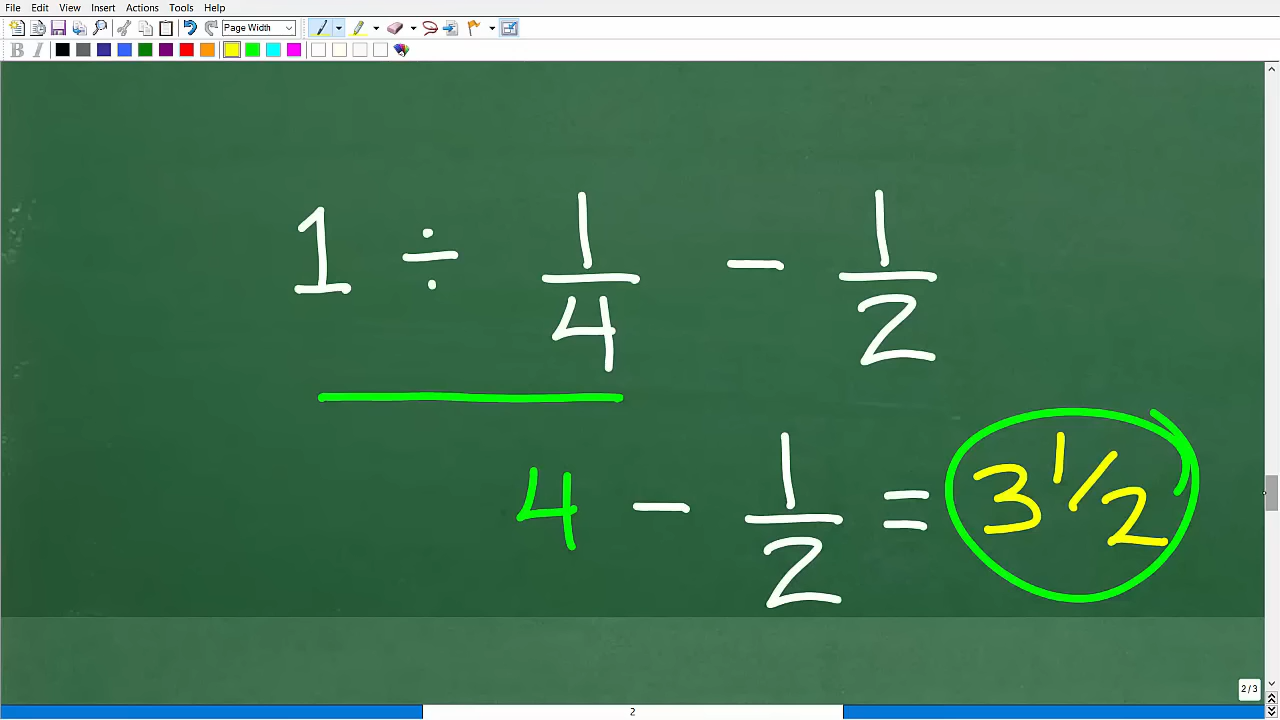 File Edit View Insert Actions Tools Help
Page Width
B I
1 ÷ 1/4 - 1/2
4 - 1/2 = 3 1/2
2 / 3
2